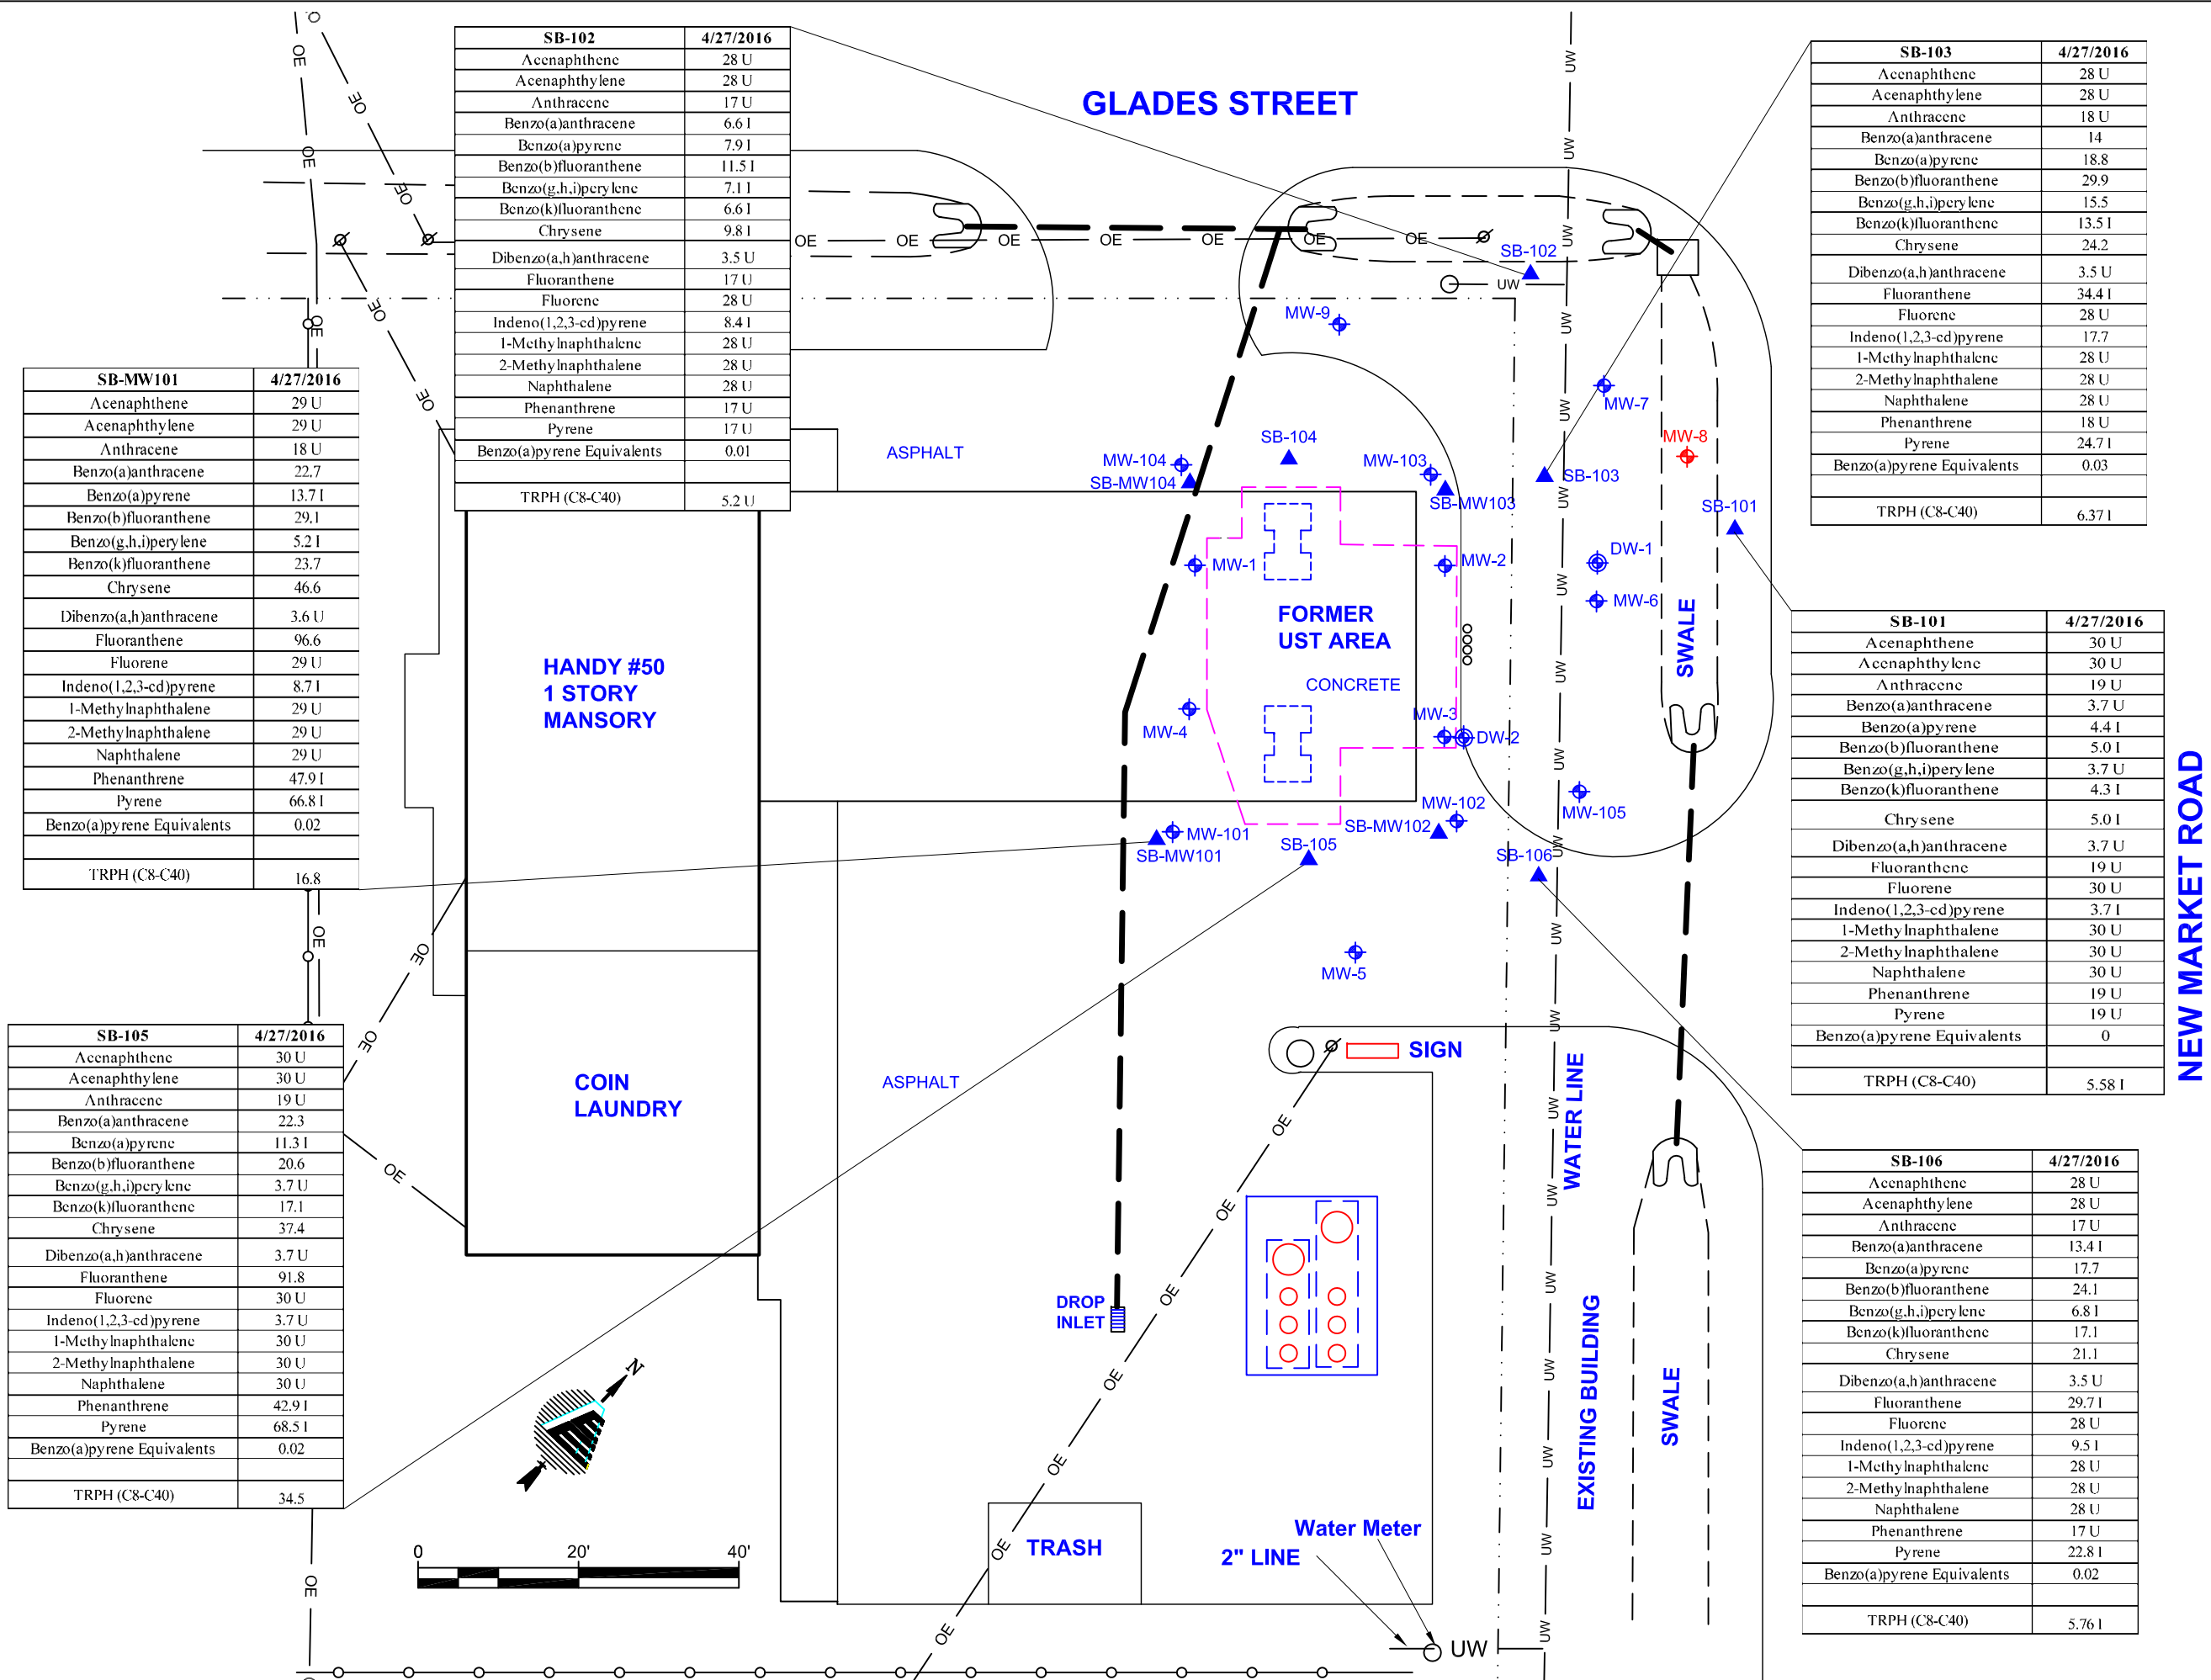 GLADES STREET
SB-102 4/27/2016
Acenaphthene 28 U
Acenaphthylene 28 U
Anthracene 17 U
Benzo(a)anthracene 6.6 I
Benzo(a)pyrene 7.9 I
Benzo(b)fluoranthene 11.5 I
Benzo(g,h,i)perylene 7.1 I
Benzo(k)fluoranthene 6.6 I
Chrysene 9.8 I
Dibenzo(a,h)anthracene 3.5 U
Fluoranthene 17 U
Fluorene 28 U
Indeno(1,2,3-cd)pyrene 8.4 I
1-Methylnaphthalene 28 U
2-Methylnaphthalene 28 U
Naphthalene 28 U
Phenanthrene 17 U
Pyrene 17 U
Benzo(a)pyrene Equivalents 0.01
TRPH (C8-C40) 5.2 U
SB-103 4/27/2016
Acenaphthene 28 U
Acenaphthylene 28 U
Anthracene 18 U
Benzo(a)anthracene 14
Benzo(a)pyrene 18.8
Benzo(b)fluoranthene 29.9
Benzo(g,h,i)perylene 15.5
Benzo(k)fluoranthene 13.5 I
Chrysene 24.2
Dibenzo(a,h)anthracene 3.5 U
Fluoranthene 34.4 I
Fluorene 28 U
Indeno(1,2,3-cd)pyrene 17.7
1-Methylnaphthalene 28 U
2-Methylnaphthalene 28 U
Naphthalene 28 U
Phenanthrene 18 U
Pyrene 24.7 I
Benzo(a)pyrene Equivalents 0.03
TRPH (C8-C40) 6.37 I
SB-MW101 4/27/2016
Acenaphthene 29 U
Acenaphthylene 29 U
Anthracene 18 U
Benzo(a)anthracene 22.7
Benzo(a)pyrene 13.7 I
Benzo(b)fluoranthene 29.1
Benzo(g,h,i)perylene 5.2 I
Benzo(k)fluoranthene 23.7
Chrysene 46.6
Dibenzo(a,h)anthracene 3.6 U
Fluoranthene 96.6
Fluorene 29 U
Indeno(1,2,3-cd)pyrene 8.7 I
1-Methylnaphthalene 29 U
2-Methylnaphthalene 29 U
Naphthalene 29 U
Phenanthrene 47.9 I
Pyrene 66.8 I
Benzo(a)pyrene Equivalents 0.02
TRPH (C8-C40) 16.8
SB-101 4/27/2016
Acenaphthene 30 U
Acenaphthylene 30 U
Anthracene 19 U
Benzo(a)anthracene 3.7 U
Benzo(a)pyrene 4.4 I
Benzo(b)fluoranthene 5.0 I
Benzo(g,h,i)perylene 3.7 U
Benzo(k)fluoranthene 4.3 I
Chrysene 5.0 I
Dibenzo(a,h)anthracene 3.7 U
Fluoranthene 19 U
Fluorene 30 U
Indeno(1,2,3-cd)pyrene 3.7 I
1-Methylnaphthalene 30 U
2-Methylnaphthalene 30 U
Naphthalene 30 U
Phenanthrene 19 U
Pyrene 19 U
Benzo(a)pyrene Equivalents 0
TRPH (C8-C40) 5.58 I
SB-105 4/27/2016
Acenaphthene 30 U
Acenaphthylene 30 U
Anthracene 19 U
Benzo(a)anthracene 22.3
Benzo(a)pyrene 11.3 I
Benzo(b)fluoranthene 20.6
Benzo(g,h,i)perylene 3.7 U
Benzo(k)fluoranthene 17.1
Chrysene 37.4
Dibenzo(a,h)anthracene 3.7 U
Fluoranthene 91.8
Fluorene 30 U
Indeno(1,2,3-cd)pyrene 3.7 U
1-Methylnaphthalene 30 U
2-Methylnaphthalene 30 U
Naphthalene 30 U
Phenanthrene 42.9 I
Pyrene 68.5 I
Benzo(a)pyrene Equivalents 0.02
TRPH (C8-C40) 34.5
SB-106 4/27/2016
Acenaphthene 28 U
Acenaphthylene 28 U
Anthracene 17 U
Benzo(a)anthracene 13.4 I
Benzo(a)pyrene 17.7
Benzo(b)fluoranthene 24.1
Benzo(g,h,i)perylene 6.8 I
Benzo(k)fluoranthene 17.1
Chrysene 21.1
Dibenzo(a,h)anthracene 3.5 U
Fluoranthene 29.7 I
Fluorene 28 U
Indeno(1,2,3-cd)pyrene 9.5 I
1-Methylnaphthalene 28 U
2-Methylnaphthalene 28 U
Naphthalene 28 U
Phenanthrene 17 U
Pyrene 22.8 I
Benzo(a)pyrene Equivalents 0.02
TRPH (C8-C40) 5.76 I
OE OE OE OE OE OE OE
SB-102
UW
MW-9
MW-7
MW-8
ASPHALT
SB-104
MW-104
SB-MW104
MW-103
SB-MW103
SB-103
SB-101
MW-1
MW-2
DW-1
MW-6
FORMER
UST AREA
CONCRETE
SWALE
HANDY #50
1 STORY
MANSORY
MW-4
MW-3
DW-2
MW-105
MW-102
SB-MW102
MW-101
SB-MW101
SB-105
SB-106
MW-5
NEW MARKET ROAD
SIGN
ASPHALT
COIN
LAUNDRY
WATER LINE
DROP
INLET
EXISTING BUILDING
SWALE
N
0 20' 40'
TRASH
Water Meter
2" LINE
UW